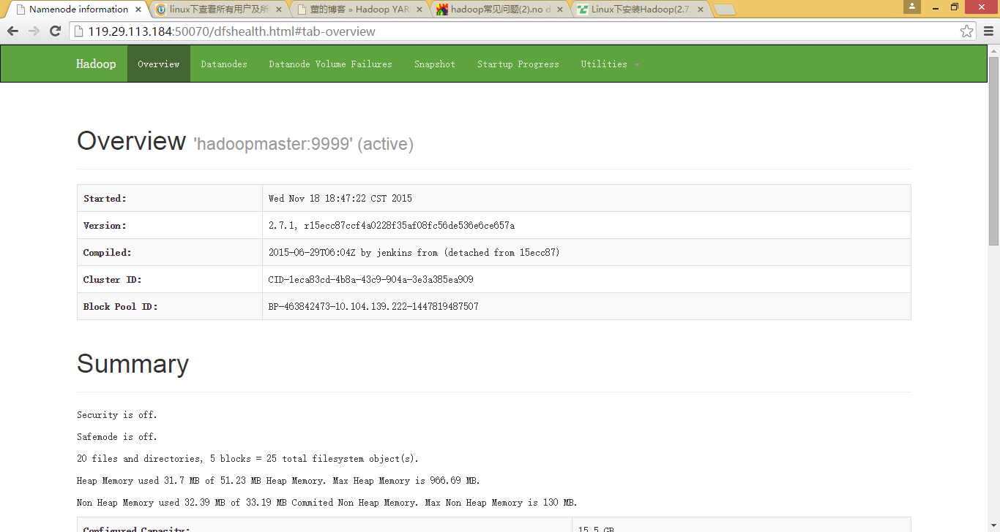 Namenode information
linux下查看所有用户及所
董的博客 » Hadoop YAR
hadoop常见问题(2).no d
Linux下安装Hadoop(2.7.
119.29.113.184:50070/dfshealth.html#tab-overview
Hadoop Overview Datanodes Datanode Volume Failures Snapshot Startup Progress Utilities
Overview 'hadoopmaster:9999' (active)
Started: Wed Nov 18 18:47:22 CST 2015
Version: 2.7.1, r15ecc87ccf4a0228f35af08fc56de536e6ce657a
Compiled: 2015-06-29T06:04Z by jenkins from (detached from 15ecc87)
Cluster ID: CID-1eca83cd-4b8a-43c9-904a-3e3a385ea909
Block Pool ID: BP-463842473-10.104.139.222-1447819487507
Summary
Security is off.
Safemode is off.
20 files and directories, 5 blocks = 25 total filesystem object(s).
Heap Memory used 31.7 MB of 51.23 MB Heap Memory. Max Heap Memory is 966.69 MB.
Non Heap Memory used 32.39 MB of 33.19 MB Commited Non Heap Memory. Max Non Heap Memory is 130 MB.
Configured Capacity: 15.5 GB